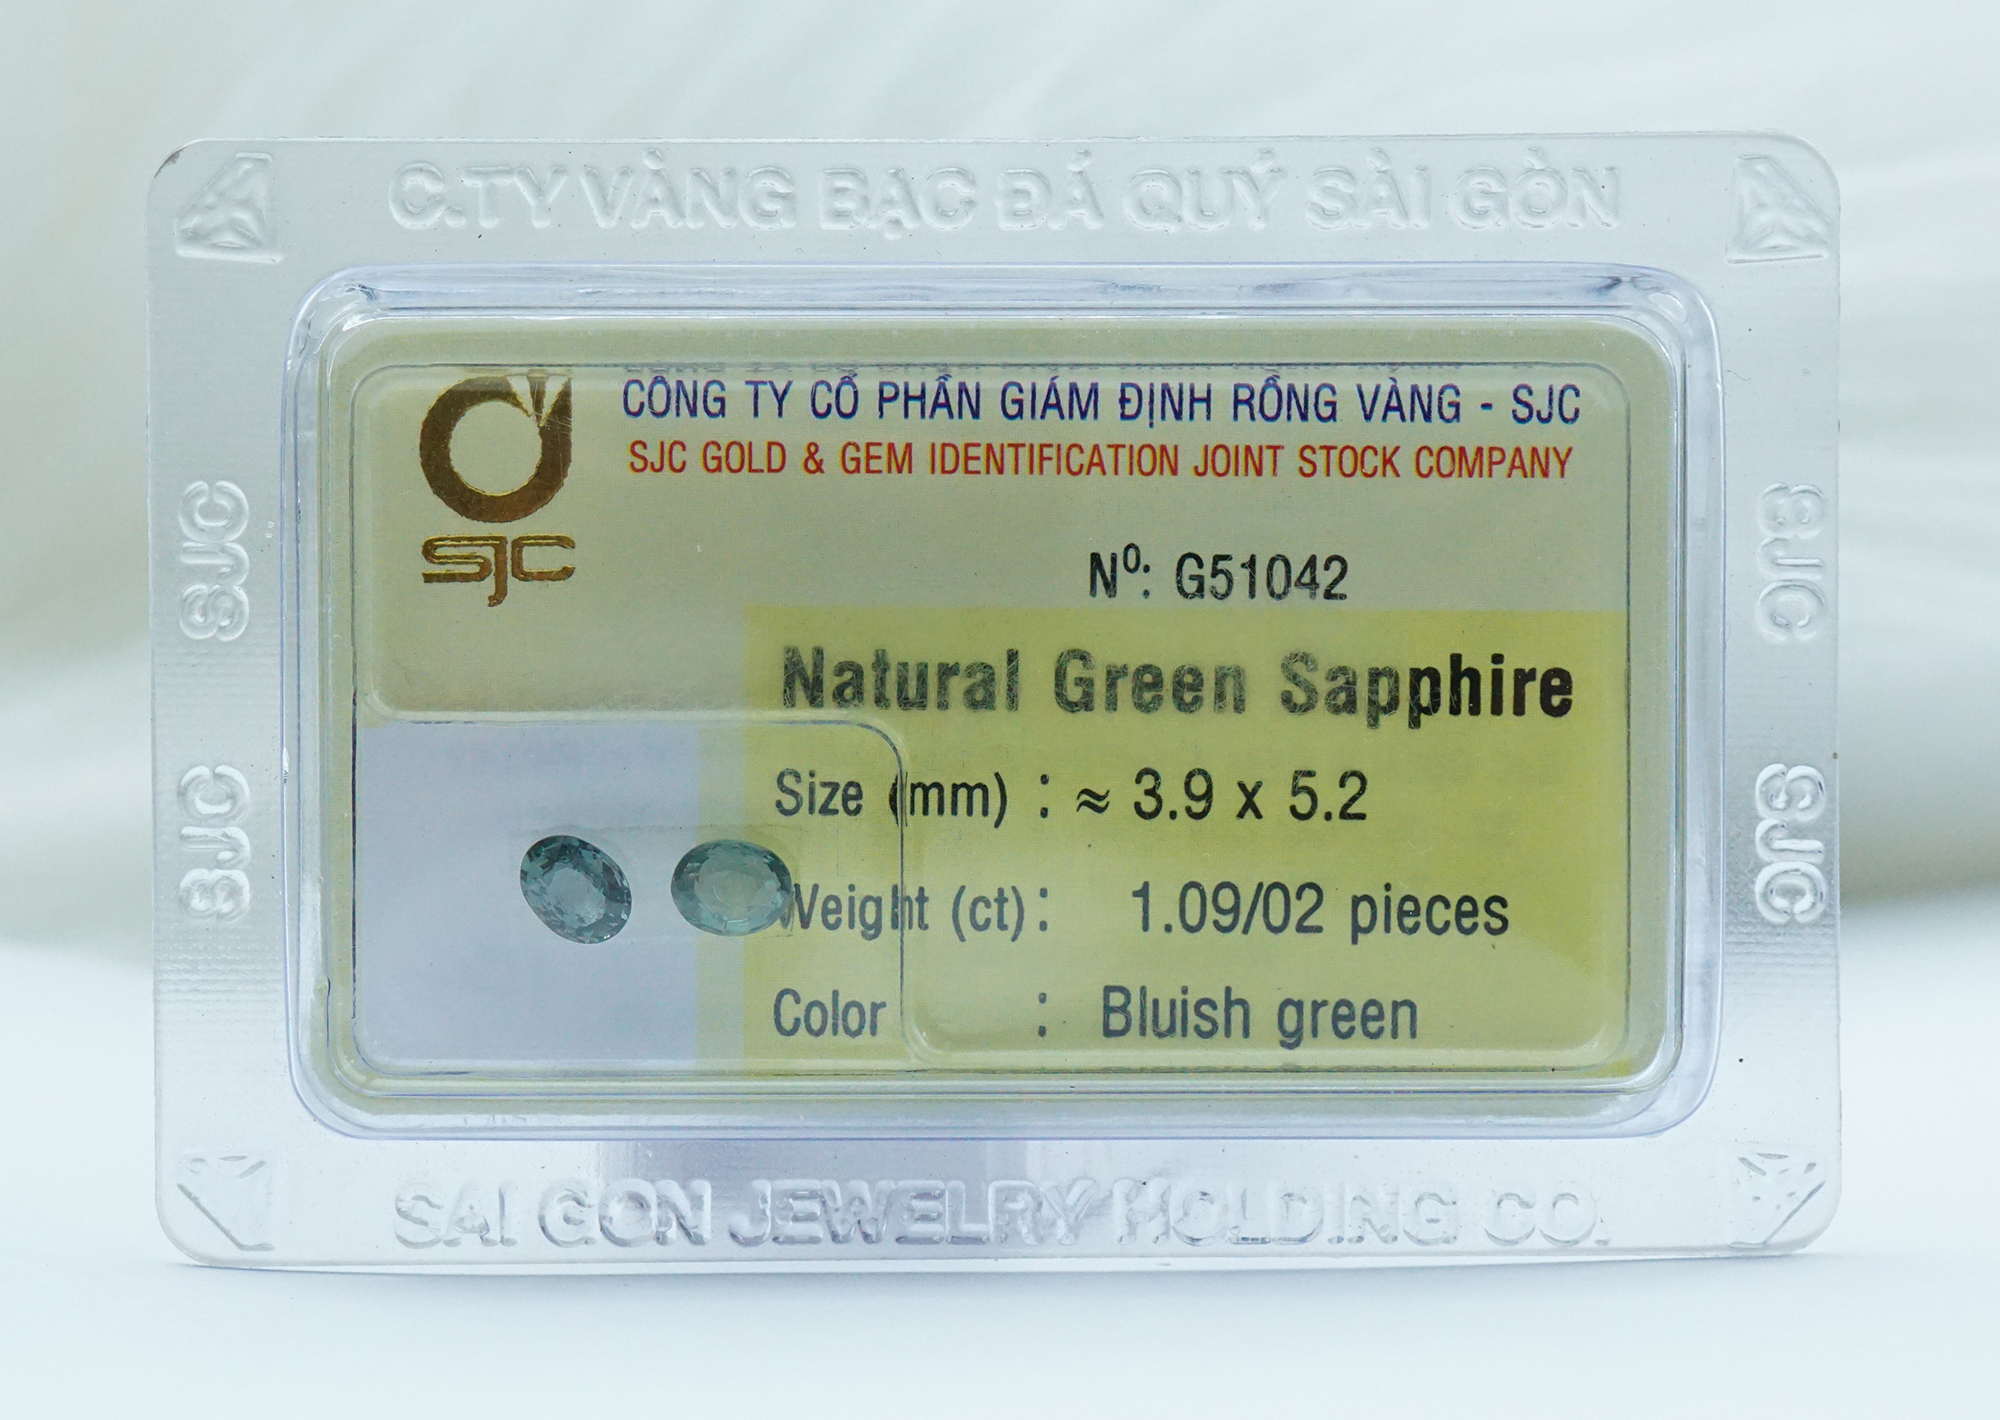 C.TY VÀNG BẠC ĐÁ QUÝ SÀI GÒN
CÔNG TY CỔ PHẦN GIÁM ĐỊNH RỒNG VÀNG - SJC
SJC GOLD & GEM IDENTIFICATION JOINT STOCK COMPANY
SJC
Nº: G51042
Natural Green Sapphire
Size (mm) : ≈ 3.9 x 5.2
Weight (ct) : 1.09/02 pieces
Color : Bluish green
SJC
SJC
SJC
SJC
SAI GON JEWELRY HOLDING CO.